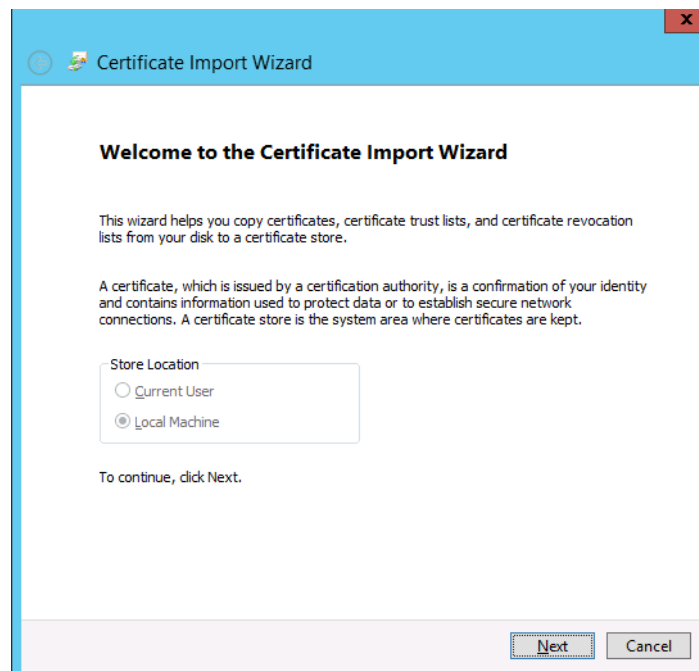 x
Certificate Import Wizard
Welcome to the Certificate Import Wizard
This wizard helps you copy certificates, certificate trust lists, and certificate revocation
lists from your disk to a certificate store.
A certificate, which is issued by a certification authority, is a confirmation of your identity
and contains information used to protect data or to establish secure network
connections. A certificate store is the system area where certificates are kept.
Store Location
Current User
Local Machine
To continue, click Next.
Next Cancel